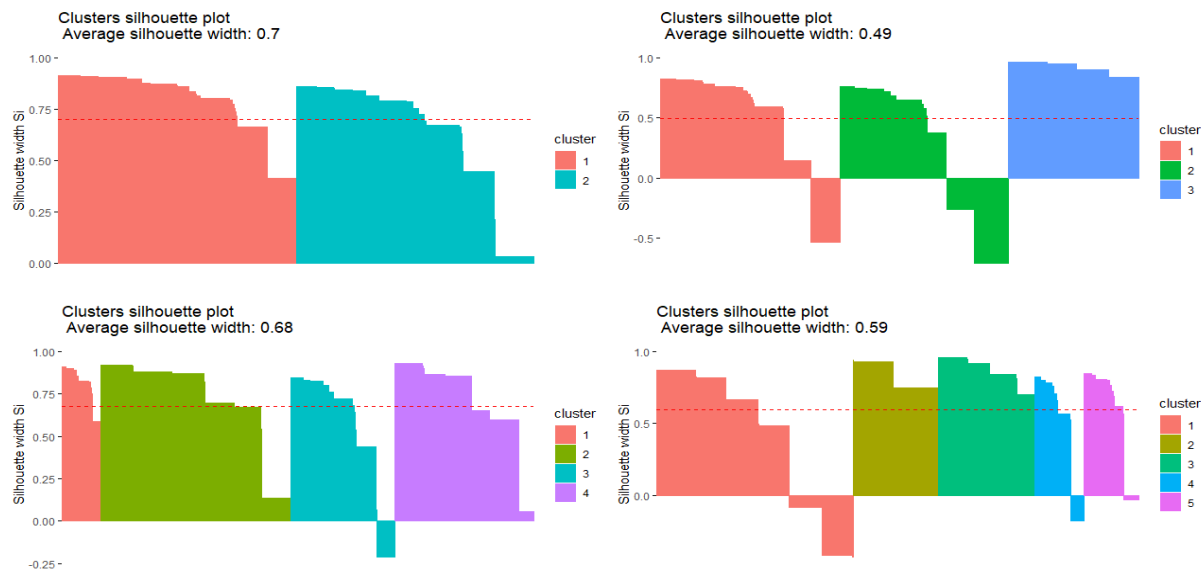 Clusters silhouette plot
Average silhouette width: 0.7
Silhouette width Si
1.00
0.75
0.50
0.25
0.00
cluster
1
2
Clusters silhouette plot
Average silhouette width: 0.49
Silhouette width Si
1.0
0.5
0.0
-0.5
cluster
1
2
3
Clusters silhouette plot
Average silhouette width: 0.68
Silhouette width Si
1.00
0.75
0.50
0.25
0.00
-0.25
cluster
1
2
3
4
Clusters silhouette plot
Average silhouette width: 0.59
Silhouette width Si
1.0
0.5
0.0
cluster
1
2
3
4
5